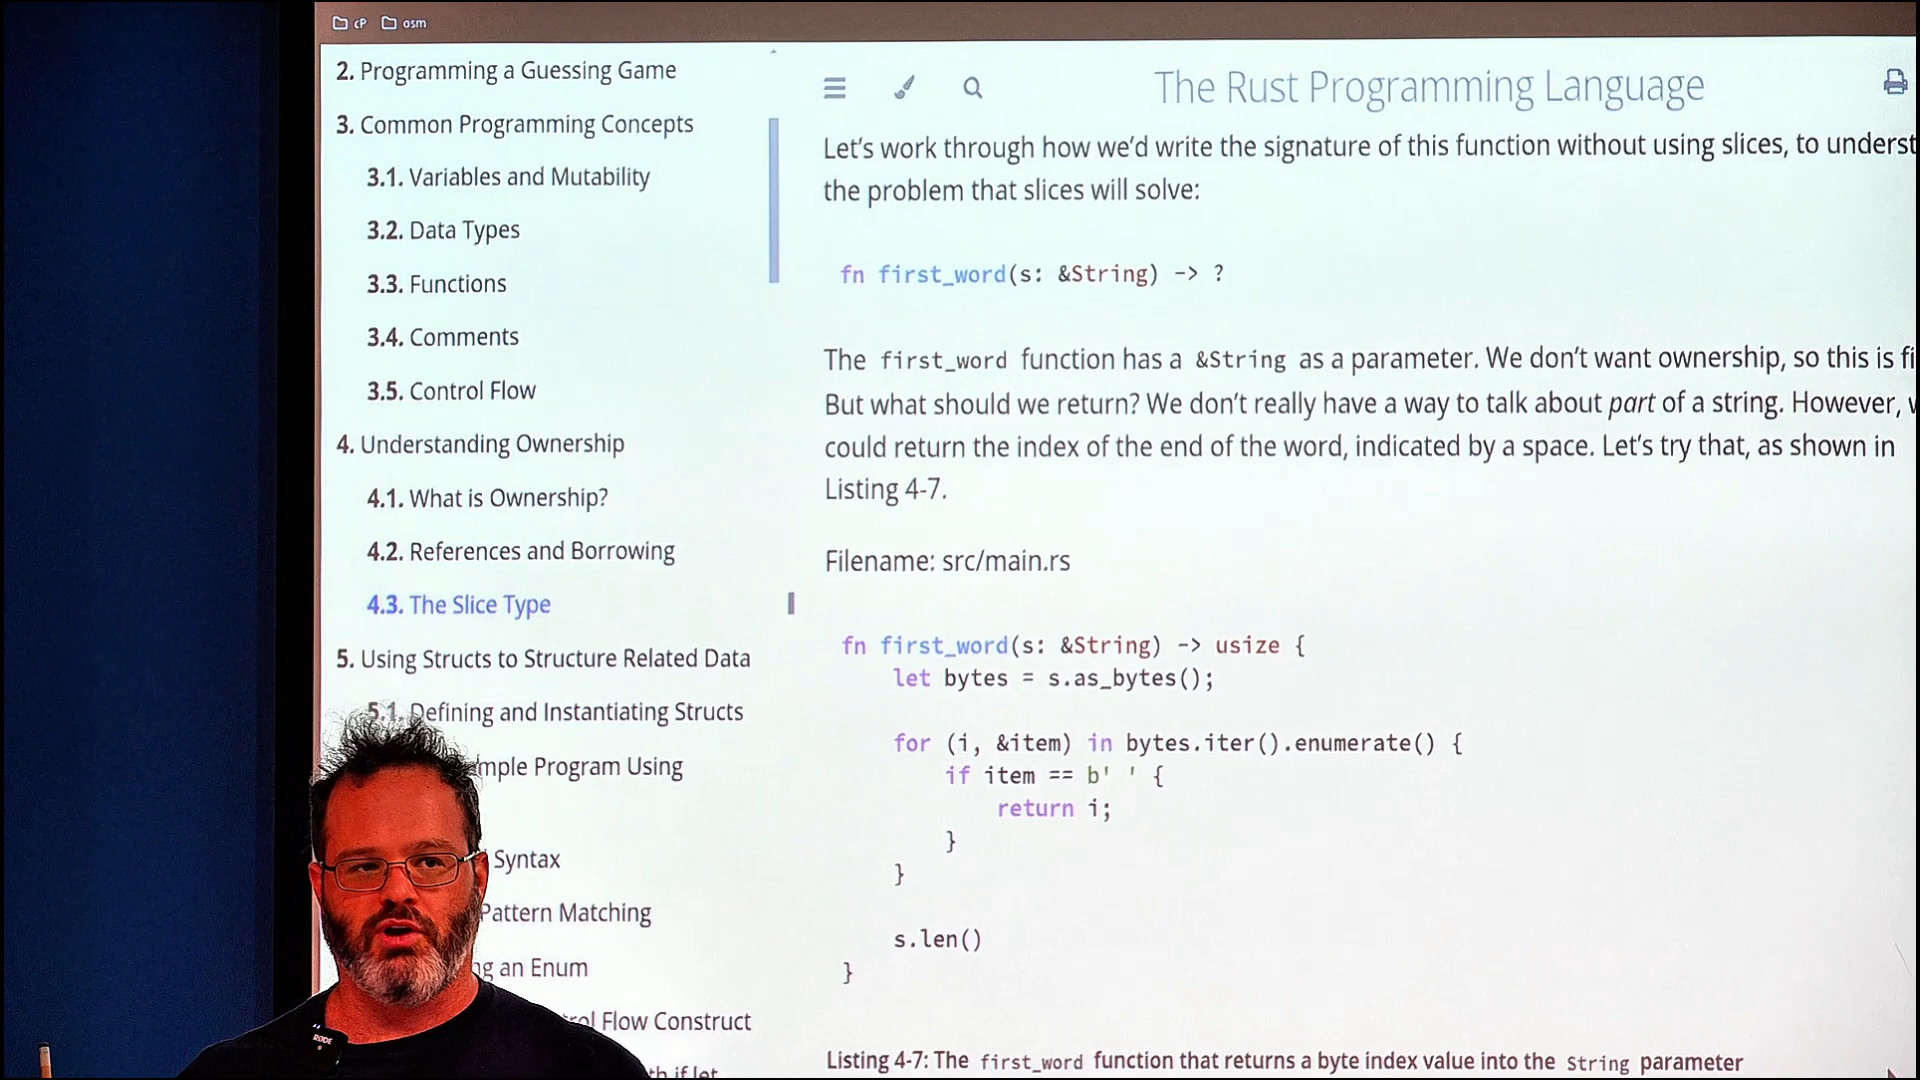 cP osm
2. Programming a Guessing Game
3. Common Programming Concepts
3.1. Variables and Mutability
3.2. Data Types
3.3. Functions
3.4. Comments
3.5. Control Flow
4. Understanding Ownership
4.1. What is Ownership?
4.2. References and Borrowing
4.3. The Slice Type
5. Using Structs to Structure Related Data
5.1. Defining and Instantiating Structs
Program Using
Syntax
Pattern Matching
an Enum
Flow Construct
if let
RODE
The Rust Programming Language
Let's work through how we'd write the signature of this function without using slices, to
the problem that slices will solve:
fn first_word(s: &String) -> ?
The first_word function has a &String as a parameter. We don't want ownership, so this is
But what should we return? We don't really have a way to talk about part of a string. However,
could return the index of the end of the word, indicated by a space. Let's try that, as shown in
Listing 4-7.
Filename: src/main.rs
fn first_word(s: &String) -> usize {
let bytes = s.as_bytes();
for (i, &item) in bytes.iter().enumerate() {
if item == b' ' {
return i;
}
}
s.len()
}
Listing 4-7: The first_word function that returns a byte index value into the String parameter